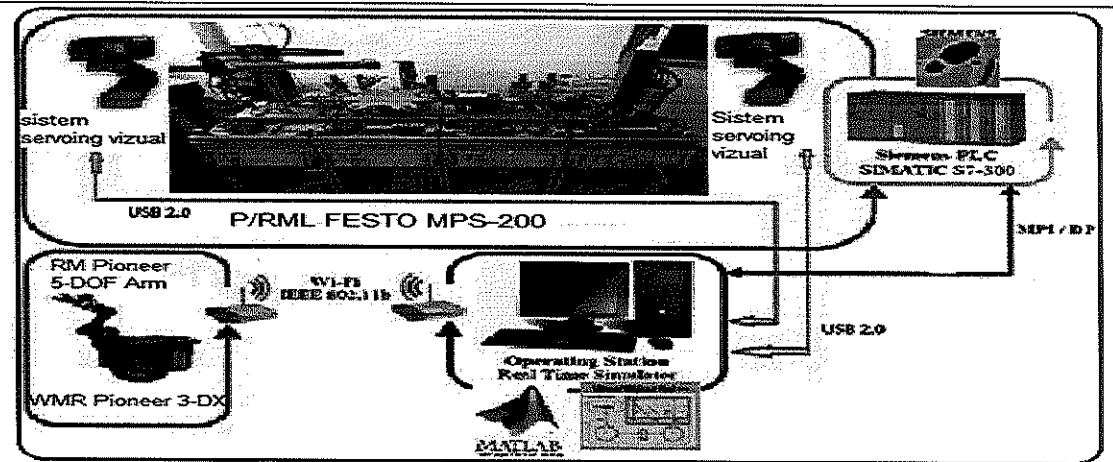 SIEMENS
sistem
servoing vizual
Sistem
servoing
vizual
Siemens PLC
SIMATIC S7-300
USB 2.0
P/RML FESTO MPS-200
MPI / DP
RM Pioneer
5-DOF Arm
Wi-Fi
IEEE 802.11b
USB 2.0
Operating Station
Real Time Simulator
WMR Pioneer 3-DX
MATLAB